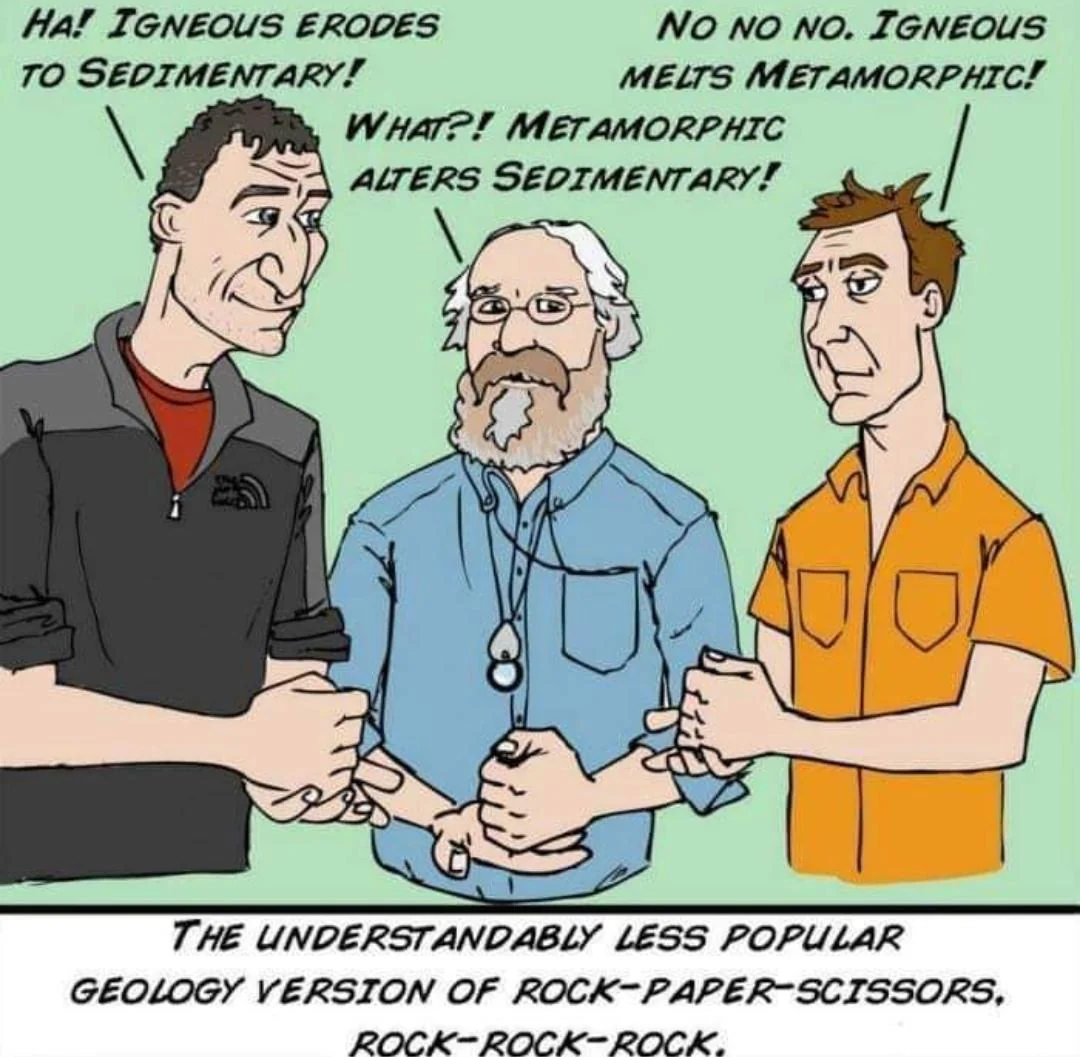 HA! IGNEOUS ERODES
TO SEDIMENTARY!
WHAT?! METAMORPHIC
ALTERS SEDIMENTARY!
NO NO NO. IGNEOUS
MELTS METAMORPHIC!
THE UNDERSTANDABLY LESS POPULAR
GEOLOGY VERSION OF ROCK-PAPER-SCISSORS,
ROCK-ROCK-ROCK.